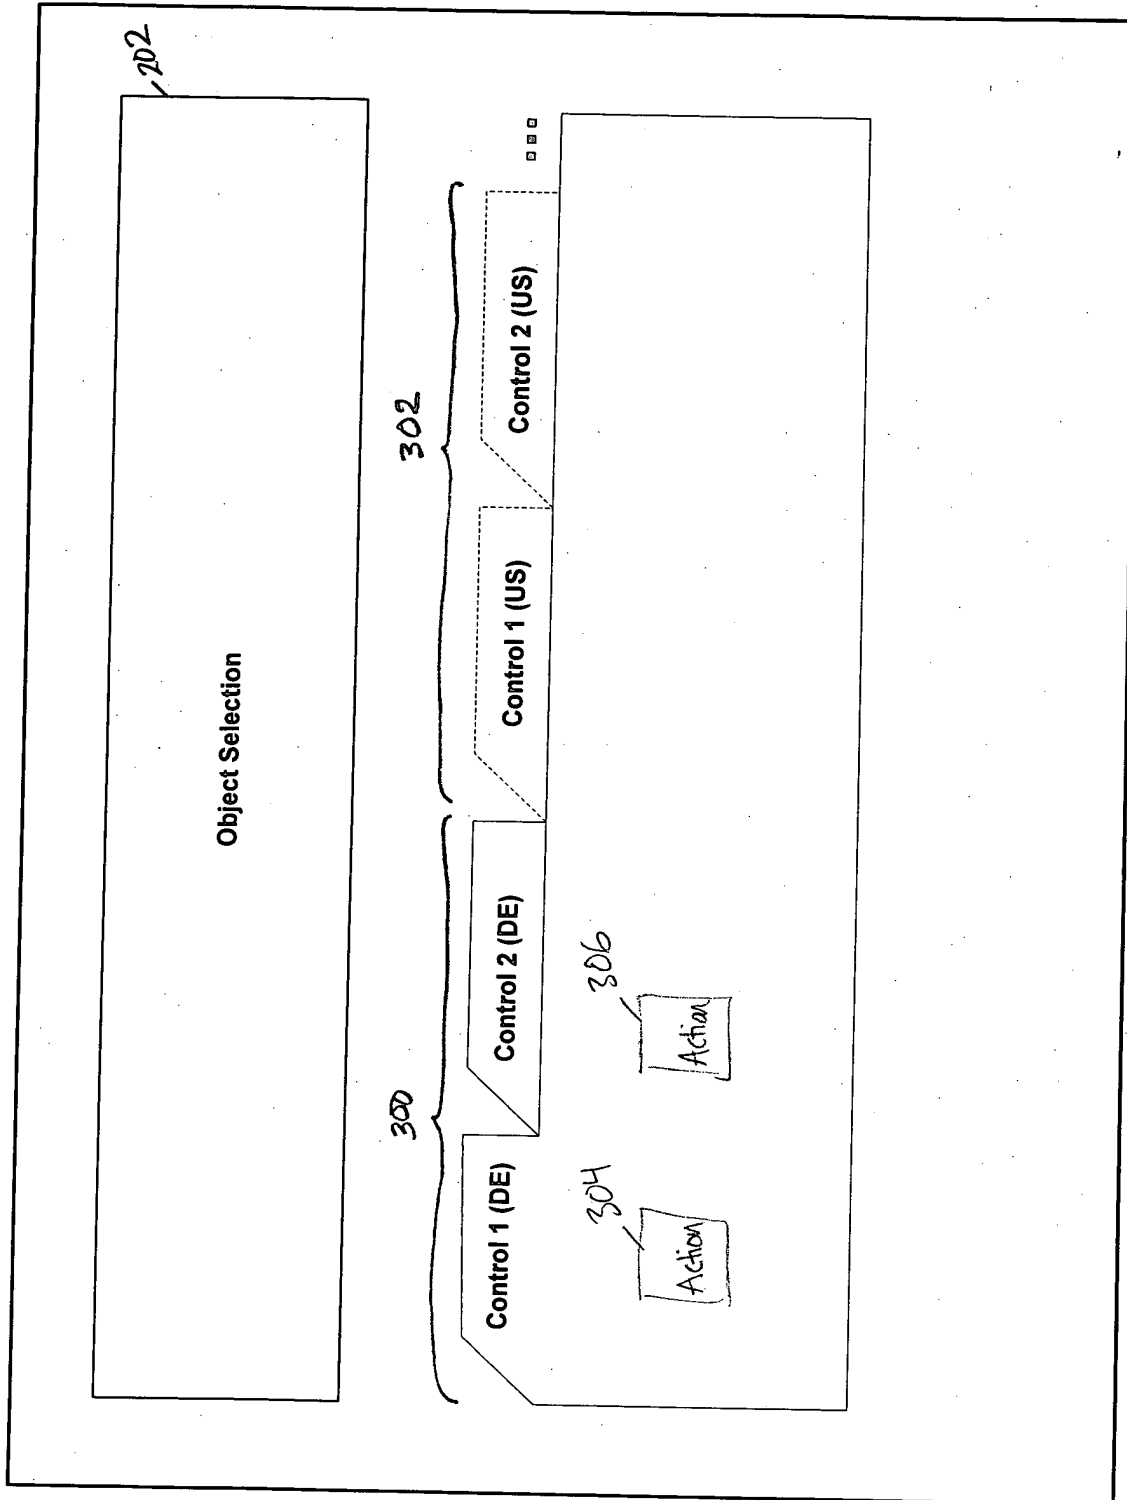 202
Object Selection
300
302
Control 1 (DE)
Control 2 (DE)
Control 1 (US)
Control 2 (US)
304
306
Action
Action